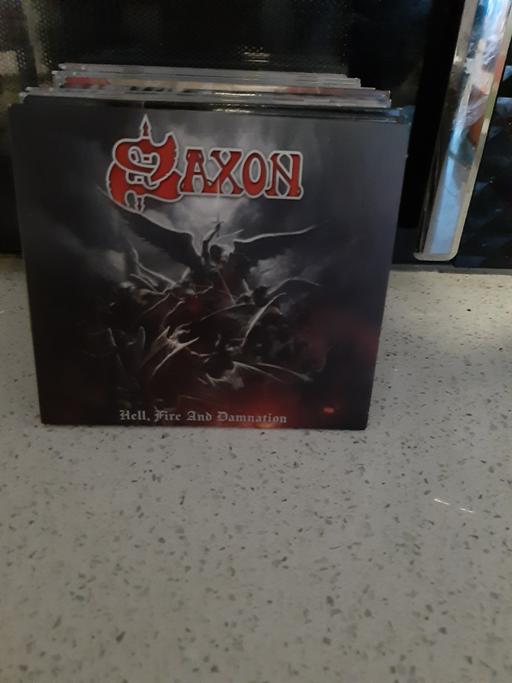 SAXON
Hell, Fire And Damnation